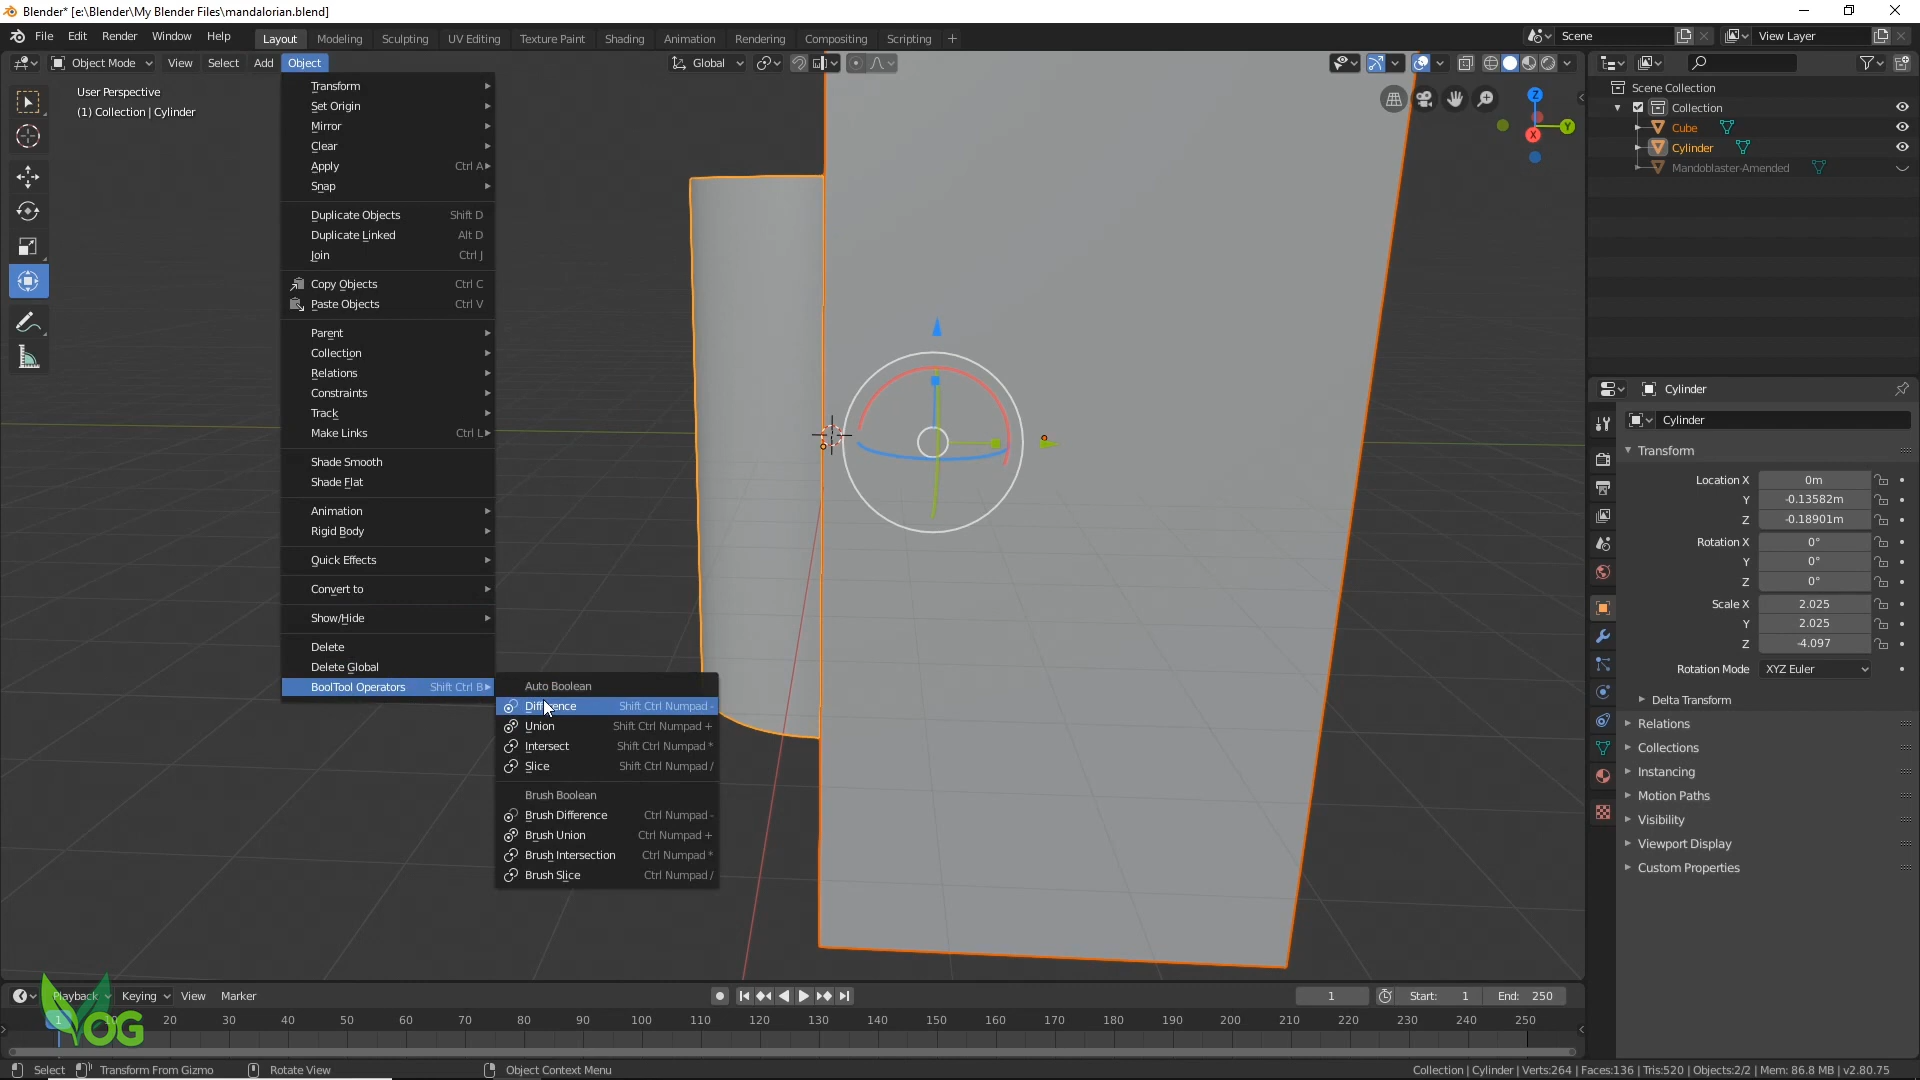 Blender* [e:\Blender\My Blender Files\mandalorian.blend]
File Edit Render Window Help Layout Modeling Sculpting UV Editing Texture Paint Shading Animation Rendering Compositing Scripting + Scene View Layer
Object Mode View Select Add Object Global
User Perspective
(1) Collection | Cylinder
Transform
Set Origin
Mirror
Clear
Apply Ctrl A
Snap
Duplicate Objects Shift D
Duplicate Linked Alt D
Join Ctrl J
Copy Objects Ctrl C
Paste Objects Ctrl V
Parent
Collection
Relations
Constraints
Track
Make Links Ctrl L
Shade Smooth
Shade Flat
Animation
Rigid Body
Quick Effects
Convert to
Show/Hide
Delete
Delete Global
BoolTool Operators Shift Ctrl B
Auto Boolean
Difference Shift Ctrl Numpad -
Union Shift Ctrl Numpad +
Intersect Shift Ctrl Numpad *
Slice Shift Ctrl Numpad /
Brush Boolean
Brush Difference Ctrl Numpad -
Brush Union Ctrl Numpad +
Brush Intersection Ctrl Numpad *
Brush Slice Ctrl Numpad /
Z
Y
X
Scene Collection
Collection
Cube
Cylinder
Mandoblaster-Amended
Cylinder
Cylinder
Transform
Location X 0m
Y -0.13582m
Z -0.18901m
Rotation X 0°
Y 0°
Z 0°
Scale X 2.025
Y 2.025
Z -4.097
Rotation Mode XYZ Euler
Delta Transform
Relations
Collections
Instancing
Motion Paths
Visibility
Viewport Display
Custom Properties
Playback Keying View Marker 1 Start: 1 End: 250
1 20 30 40 50 60 70 80 90 100 110 120 130 140 150 160 170 180 190 200 210 220 230 240 250
VOG
Select Transform From Gizmo Rotate View Object Context Menu Collection | Cylinder | Verts:264 | Faces:136 | Tris:520 | Objects:2/2 | Mem: 86.8 MB | v2.80.75